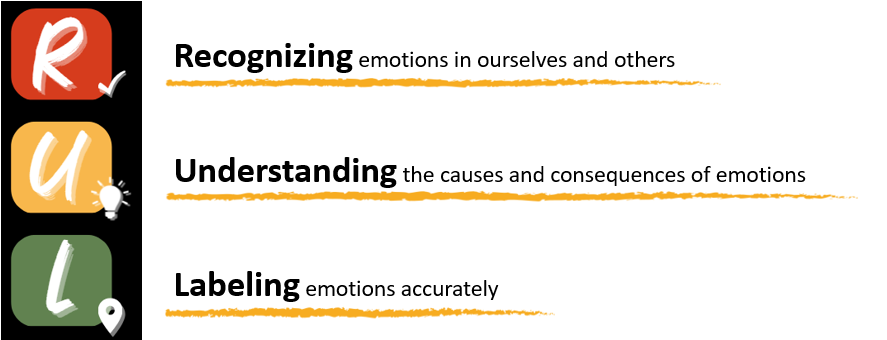 R
Recognizing emotions in ourselves and others
U
Understanding the causes and consequences of emotions
L
Labeling emotions accurately